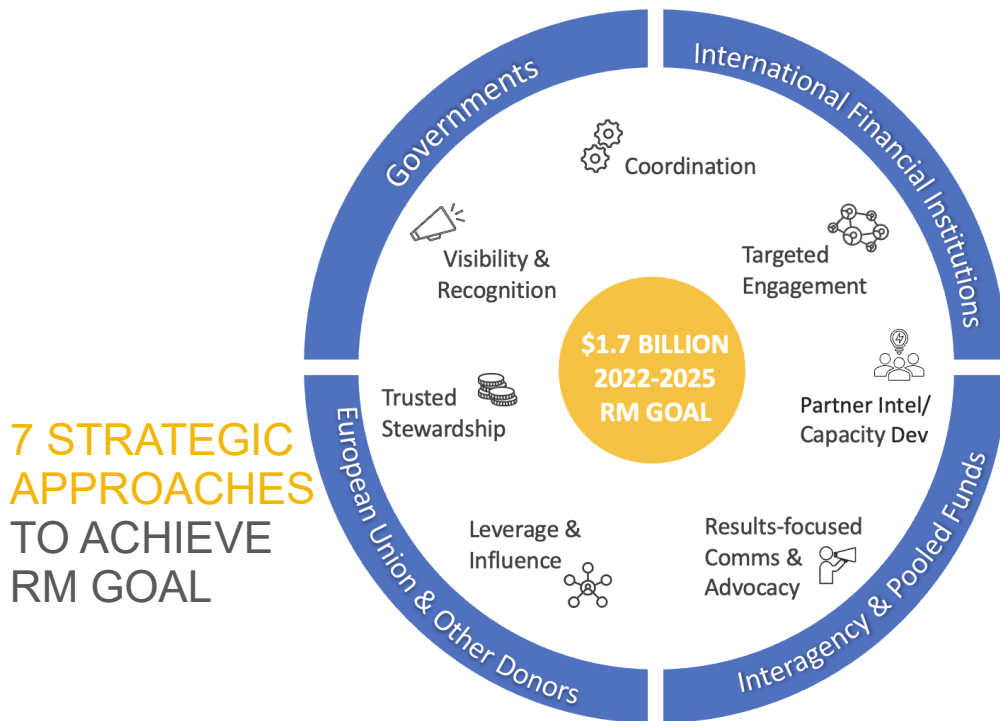 7 STRATEGIC
APPROACHES
TO ACHIEVE
RM GOAL
Governments
International Financial Institutions
European Union & Other Donors
Interagency & Pooled Funds
Coordination
Targeted
Engagement
Partner Intel/
Capacity Dev
Results-focused
Comms &
Advocacy
Leverage &
Influence
Trusted
Stewardship
Visibility &
Recognition
$1.7 BILLION
2022-2025
RM GOAL